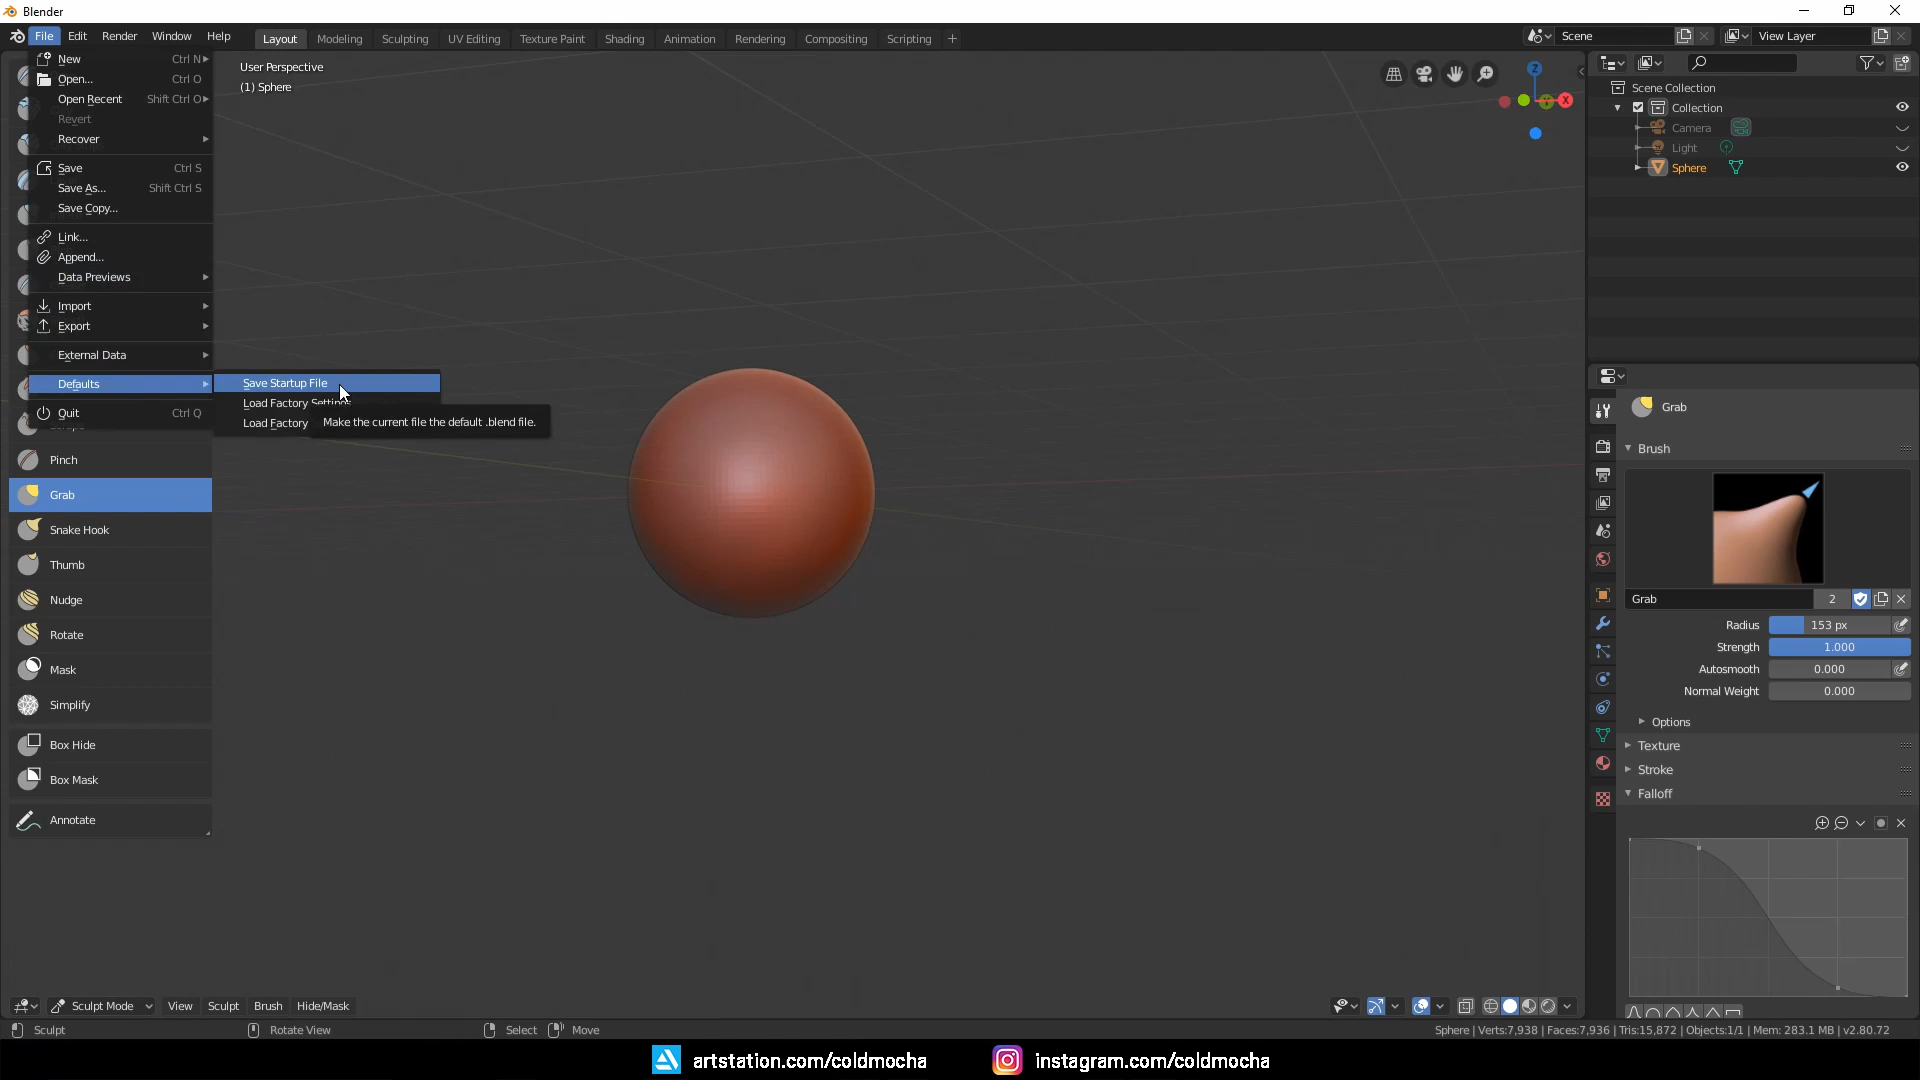 Blender
File Edit Render Window Help Layout Modeling Sculpting UV Editing Texture Paint Shading Animation Rendering Compositing Scripting + Scene View Layer
New Ctrl N
Open... Ctrl O
Open Recent Shift Ctrl O
Revert
Recover
Save Ctrl S
Save As... Shift Ctrl S
Save Copy...
Link...
Append...
Data Previews
Import
Export
External Data
Defaults
Quit Ctrl Q
Save Startup File
Load Factory Settings
Load Factory
Make the current file the default .blend file.
User Perspective
(1) Sphere
Z
Y
X
Pinch
Grab
Snake Hook
Thumb
Nudge
Rotate
Mask
Simplify
Box Hide
Box Mask
Annotate
Scene Collection
Collection
Camera
Light
Sphere
Grab
Brush
Grab 2
Radius 153 px
Strength 1.000
Autosmooth 0.000
Normal Weight 0.000
Options
Texture
Stroke
Falloff
Sculpt Mode View Sculpt Brush Hide/Mask
Sculpt Rotate View Select Move Sphere | Verts:7,938 | Faces:7,936 | Tris:15,872 | Objects:1/1 | Mem: 283.1 MB | v2.80.72
artstation.com/coldmocha instagram.com/coldmocha